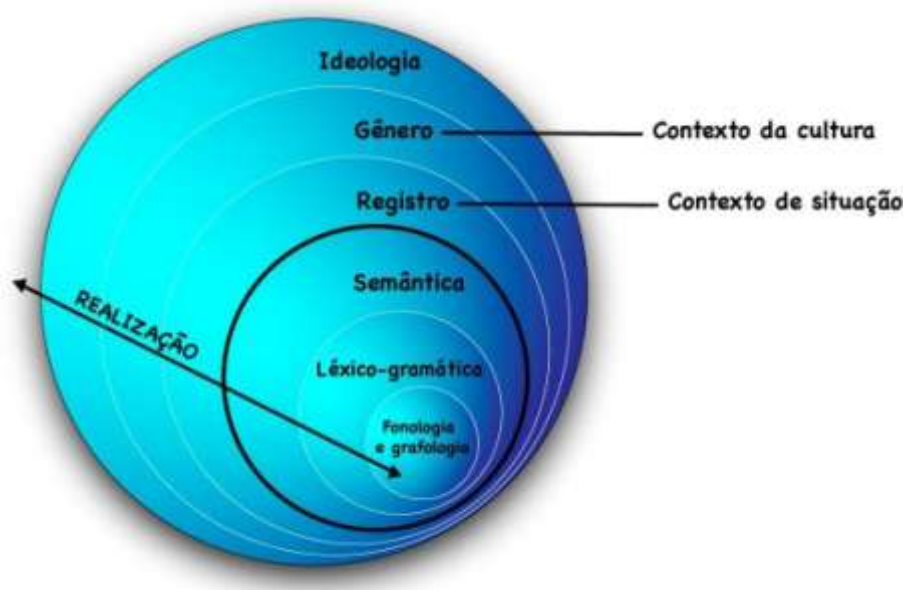 Ideologia
Gênero
Contexto da cultura
Registro
Contexto de situação
Semântica
REALIZAÇÃO
Léxico-gramática
Fonologia
e grafologia